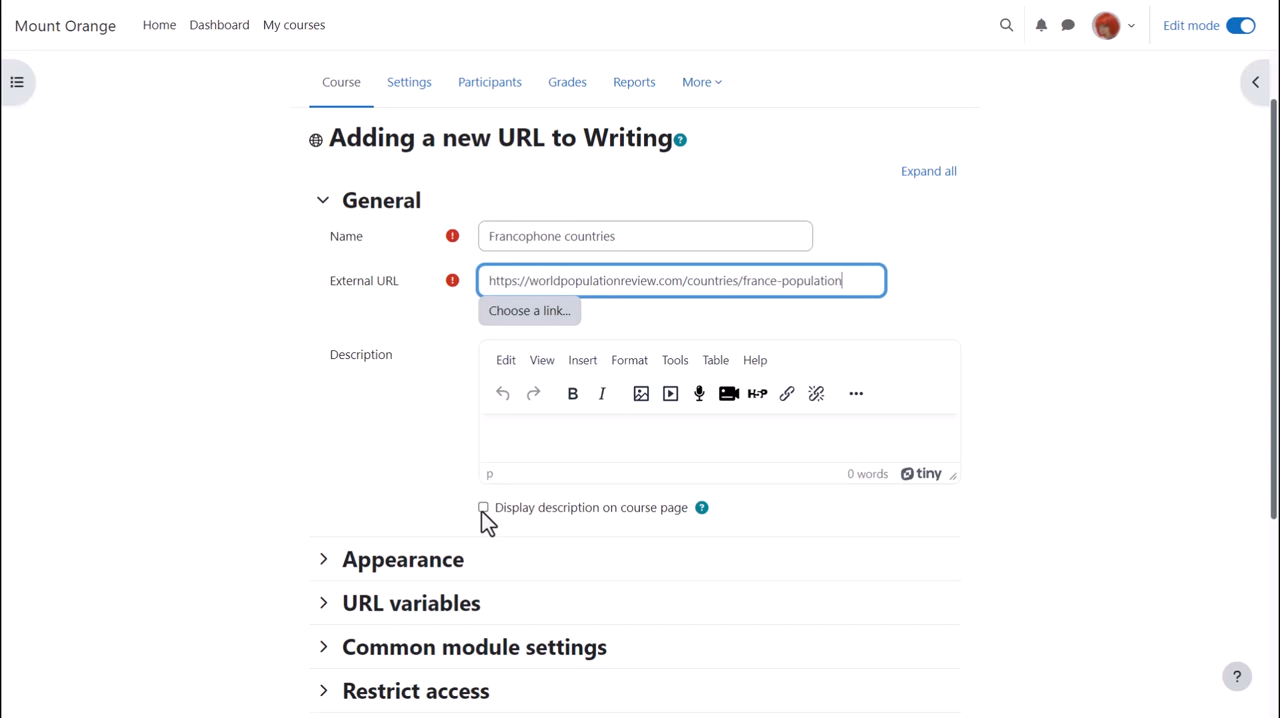 Mount Orange Home Dashboard My courses Edit mode
Course Settings Participants Grades Reports More
Adding a new URL to Writing ?
Expand all
General
Name ! Francophone countries
External URL ! https://worldpopulationreview.com/countries/france-population
Choose a link...
Description
Edit View Insert Format Tools Table Help
B I H5P ...
p 0 words tiny
Display description on course page ?
Appearance
URL variables
Common module settings
Restrict access
?